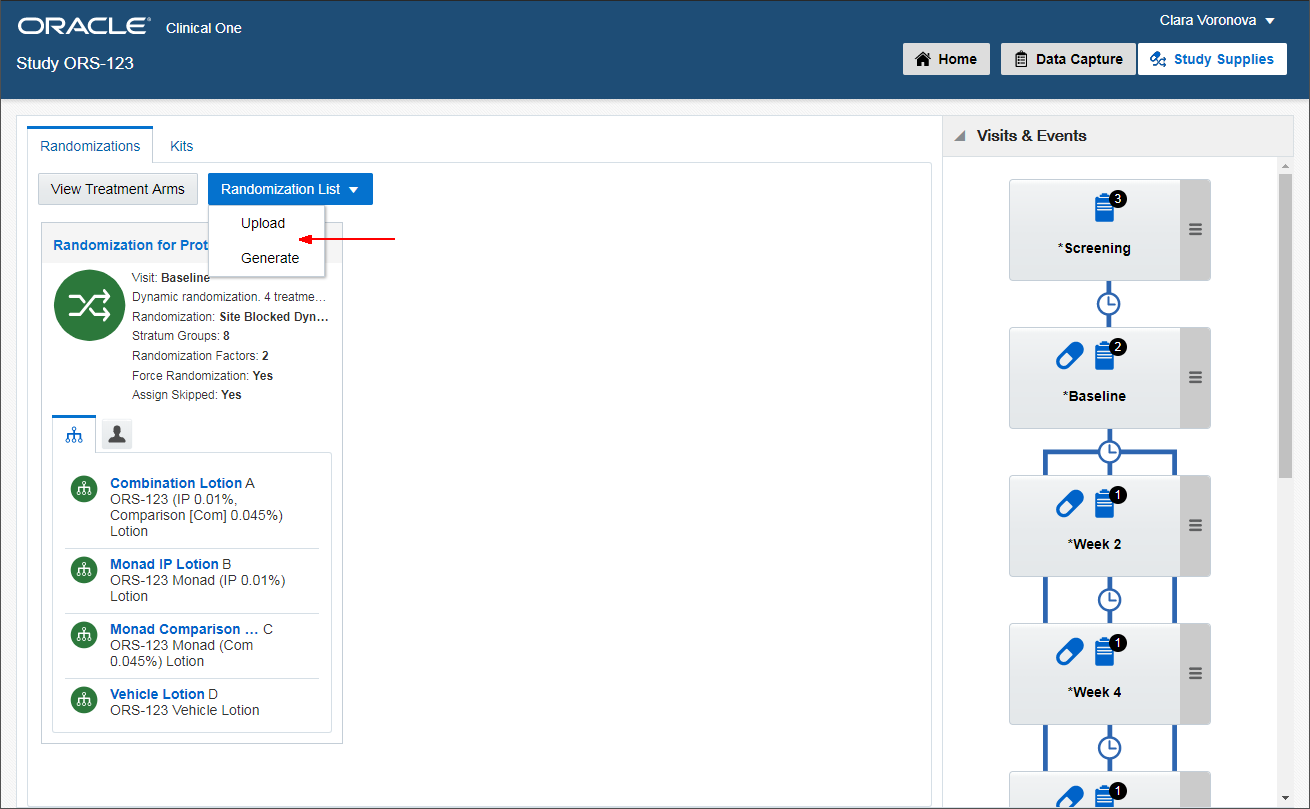 ORACLE® Clinical One
Clara Voronova
Study ORS-123
Home
Data Capture
Study Supplies
Randomizations
Kits
View Treatment Arms
Randomization List
Upload
Generate
Randomization for Prot
Visit: Baseline
Dynamic randomization. 4 treatme…
Randomization: Site Blocked Dyn…
Stratum Groups: 8
Randomization Factors: 2
Force Randomization: Yes
Assign Skipped: Yes
Combination Lotion A
ORS-123 (IP 0.01%,
Comparison [Com] 0.045%)
Lotion
Monad IP Lotion B
ORS-123 Monad (IP 0.01%)
Lotion
Monad Comparison … C
ORS-123 Monad (Com
0.045%) Lotion
Vehicle Lotion D
ORS-123 Vehicle Lotion
Visits & Events
3
*Screening
2
*Baseline
1
*Week 2
1
*Week 4
1